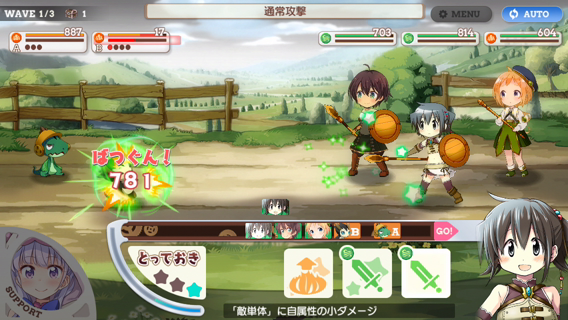 WAVE 1/3 1
通常攻撃
MENU
AUTO
887
A
17
B
703
814
604
ばつぐん!
781
B
A
GO!
とっておき
SUPPORT
「敵単体」に自属性の小ダメージ